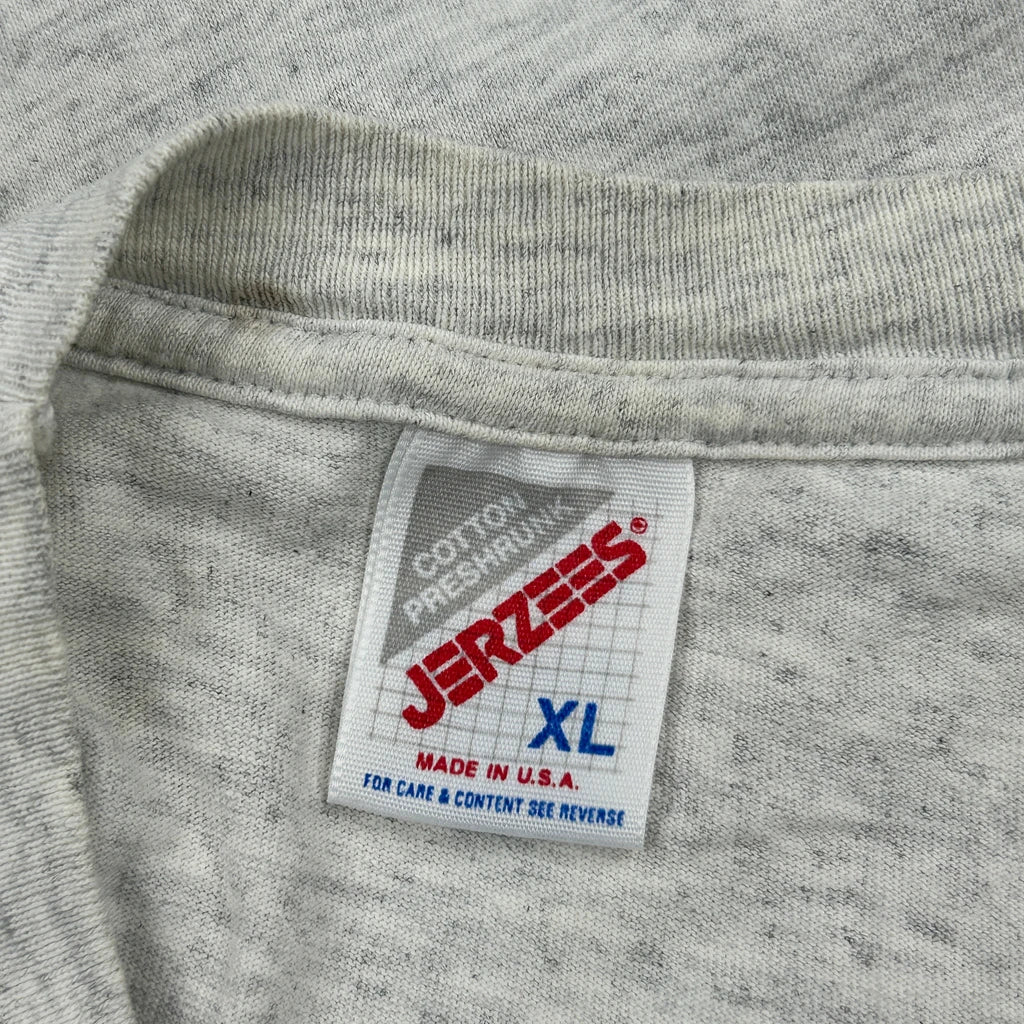 COTTON
PRESHRUNK
JERZEES®
XL
MADE IN U.S.A.
FOR CARE & CONTENT SEE REVERSE